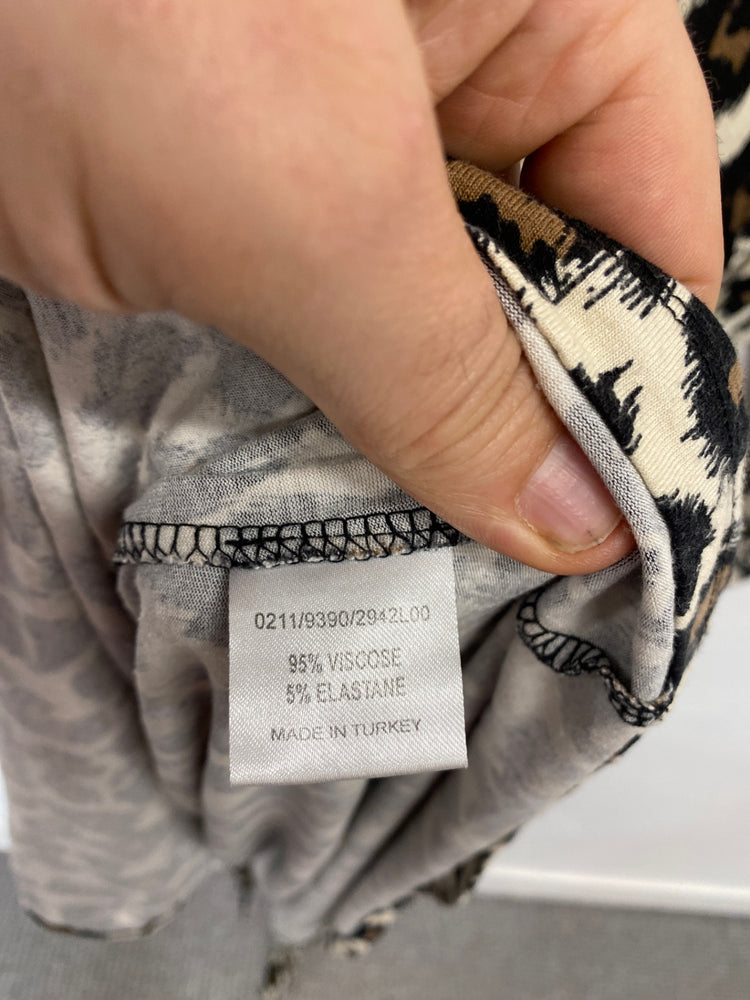 0211/9390/2942L00
95% VISCOSE
5% ELASTANE
MADE IN TURKEY